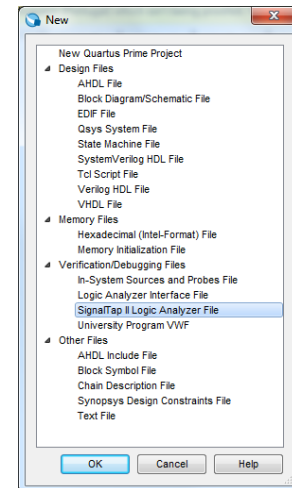 New
New Quartus Prime Project
Design Files
AHDL File
Block Diagram/Schematic File
EDIF File
Qsys System File
State Machine File
SystemVerilog HDL File
Tcl Script File
Verilog HDL File
VHDL File
Memory Files
Hexadecimal (Intel-Format) File
Memory Initialization File
Verification/Debugging Files
In-System Sources and Probes File
Logic Analyzer Interface File
SignalTap II Logic Analyzer File
University Program VWF
Other Files
AHDL Include File
Block Symbol File
Chain Description File
Synopsys Design Constraints File
Text File
OK Cancel Help